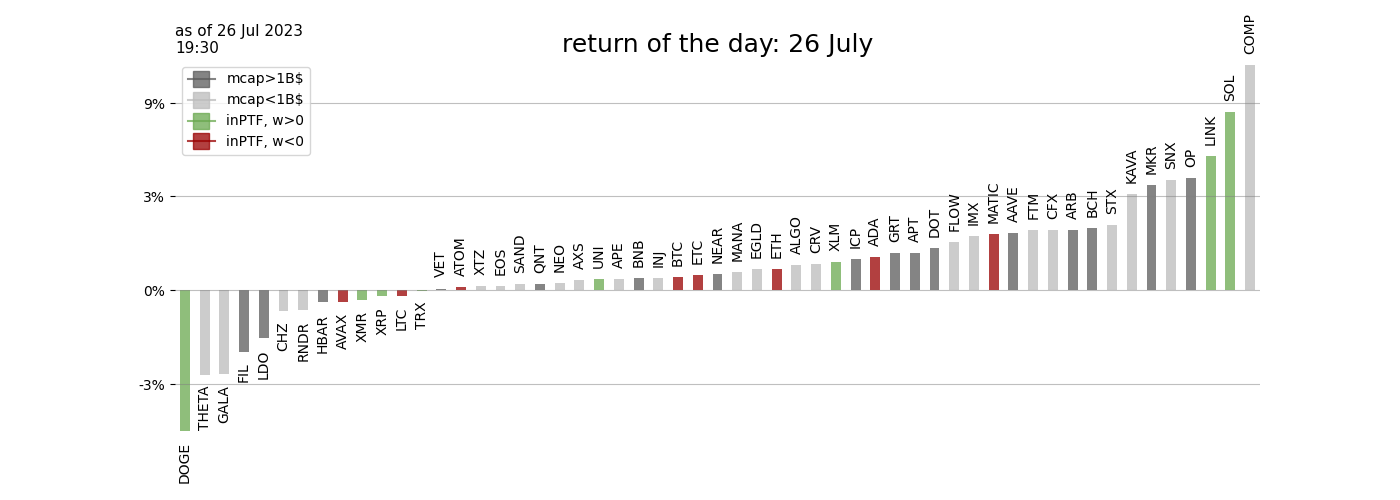 as of 26 Jul 2023
19:30
return of the day: 26 July
mcap>1B$
mcap<1B$
inPTF, w>0
inPTF, w<0
9%
3%
0%
-3%
DOGE
THETA
GALA
FIL
LDO
CHZ
RNDR
HBAR
AVAX
XMR
XRP
LTC
TRX
VET
ATOM
XTZ
EOS
SAND
QNT
NEO
AXS
UNI
APE
BNB
INJ
BTC
ETC
NEAR
MANA
EGLD
ETH
ALGO
CRV
XLM
ICP
ADA
GRT
APT
DOT
FLOW
IMX
MATIC
AAVE
FTM
CFX
ARB
BCH
STX
KAVA
MKR
SNX
OP
LINK
SOL
COMP